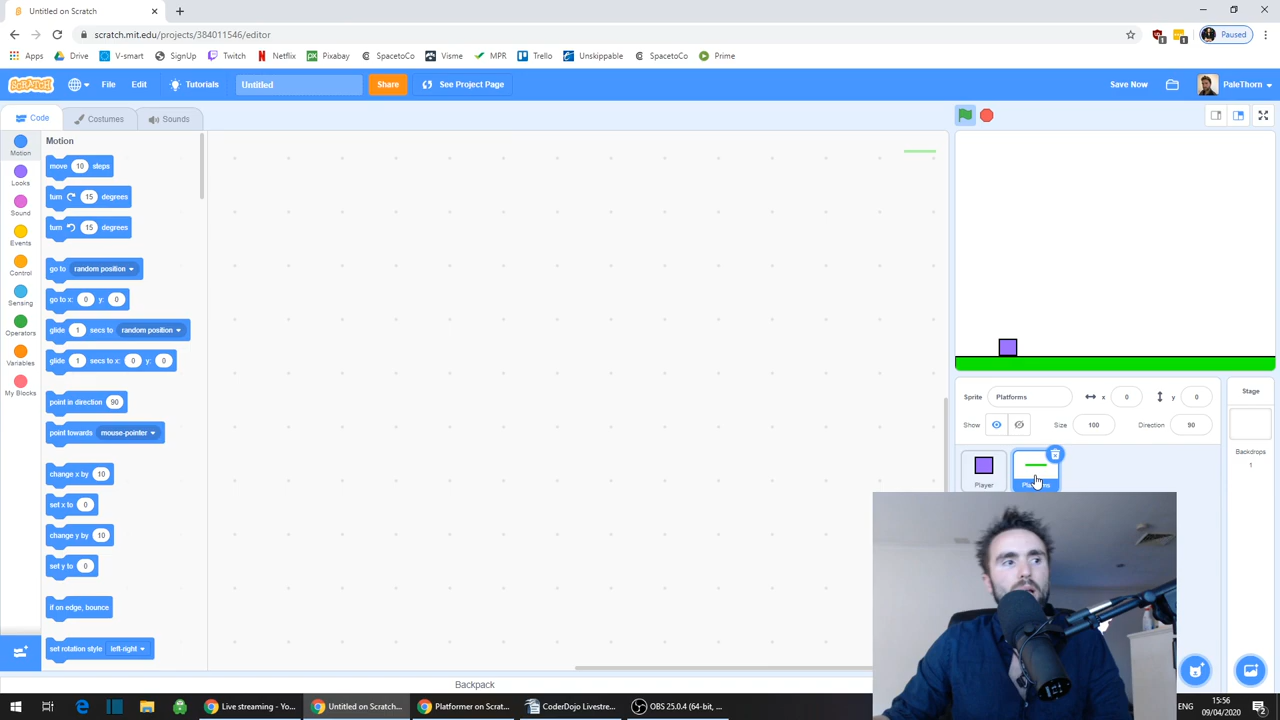 Untitled on Scratch
scratch.mit.edu/projects/384011546/editor
Paused
Apps Drive V-smart SignUp Twitch Netflix Pixabay SpacetoCo Visme MPR Trello Unskippable SpacetoCo Prime
SCRATCH File Edit Tutorials Untitled Share See Project Page Save Now PaleThorn
Code Costumes Sounds
Motion
Looks
Sound
Events
Control
Sensing
Operators
Variables
My Blocks
Motion
move 10 steps
turn 15 degrees
turn 15 degrees
go to random position
go to x: 0 y: 0
glide 1 secs to random position
glide 1 secs to x: 0 y: 0
point in direction 90
point towards mouse-pointer
change x by 10
set x to 0
change y by 10
set y to 0
if on edge, bounce
set rotation style left-right
Sprite Platforms x 0 y 0
Show Size 100 Direction 90
Player
Stage
Backdrops
1
Backpack
Live streaming - Yo...
Untitled on Scratch...
Platformer on Scrat...
CoderDojo Livestre...
OBS 25.0.4 (64-bit, ...
ENG
15:56
09/04/2020
2